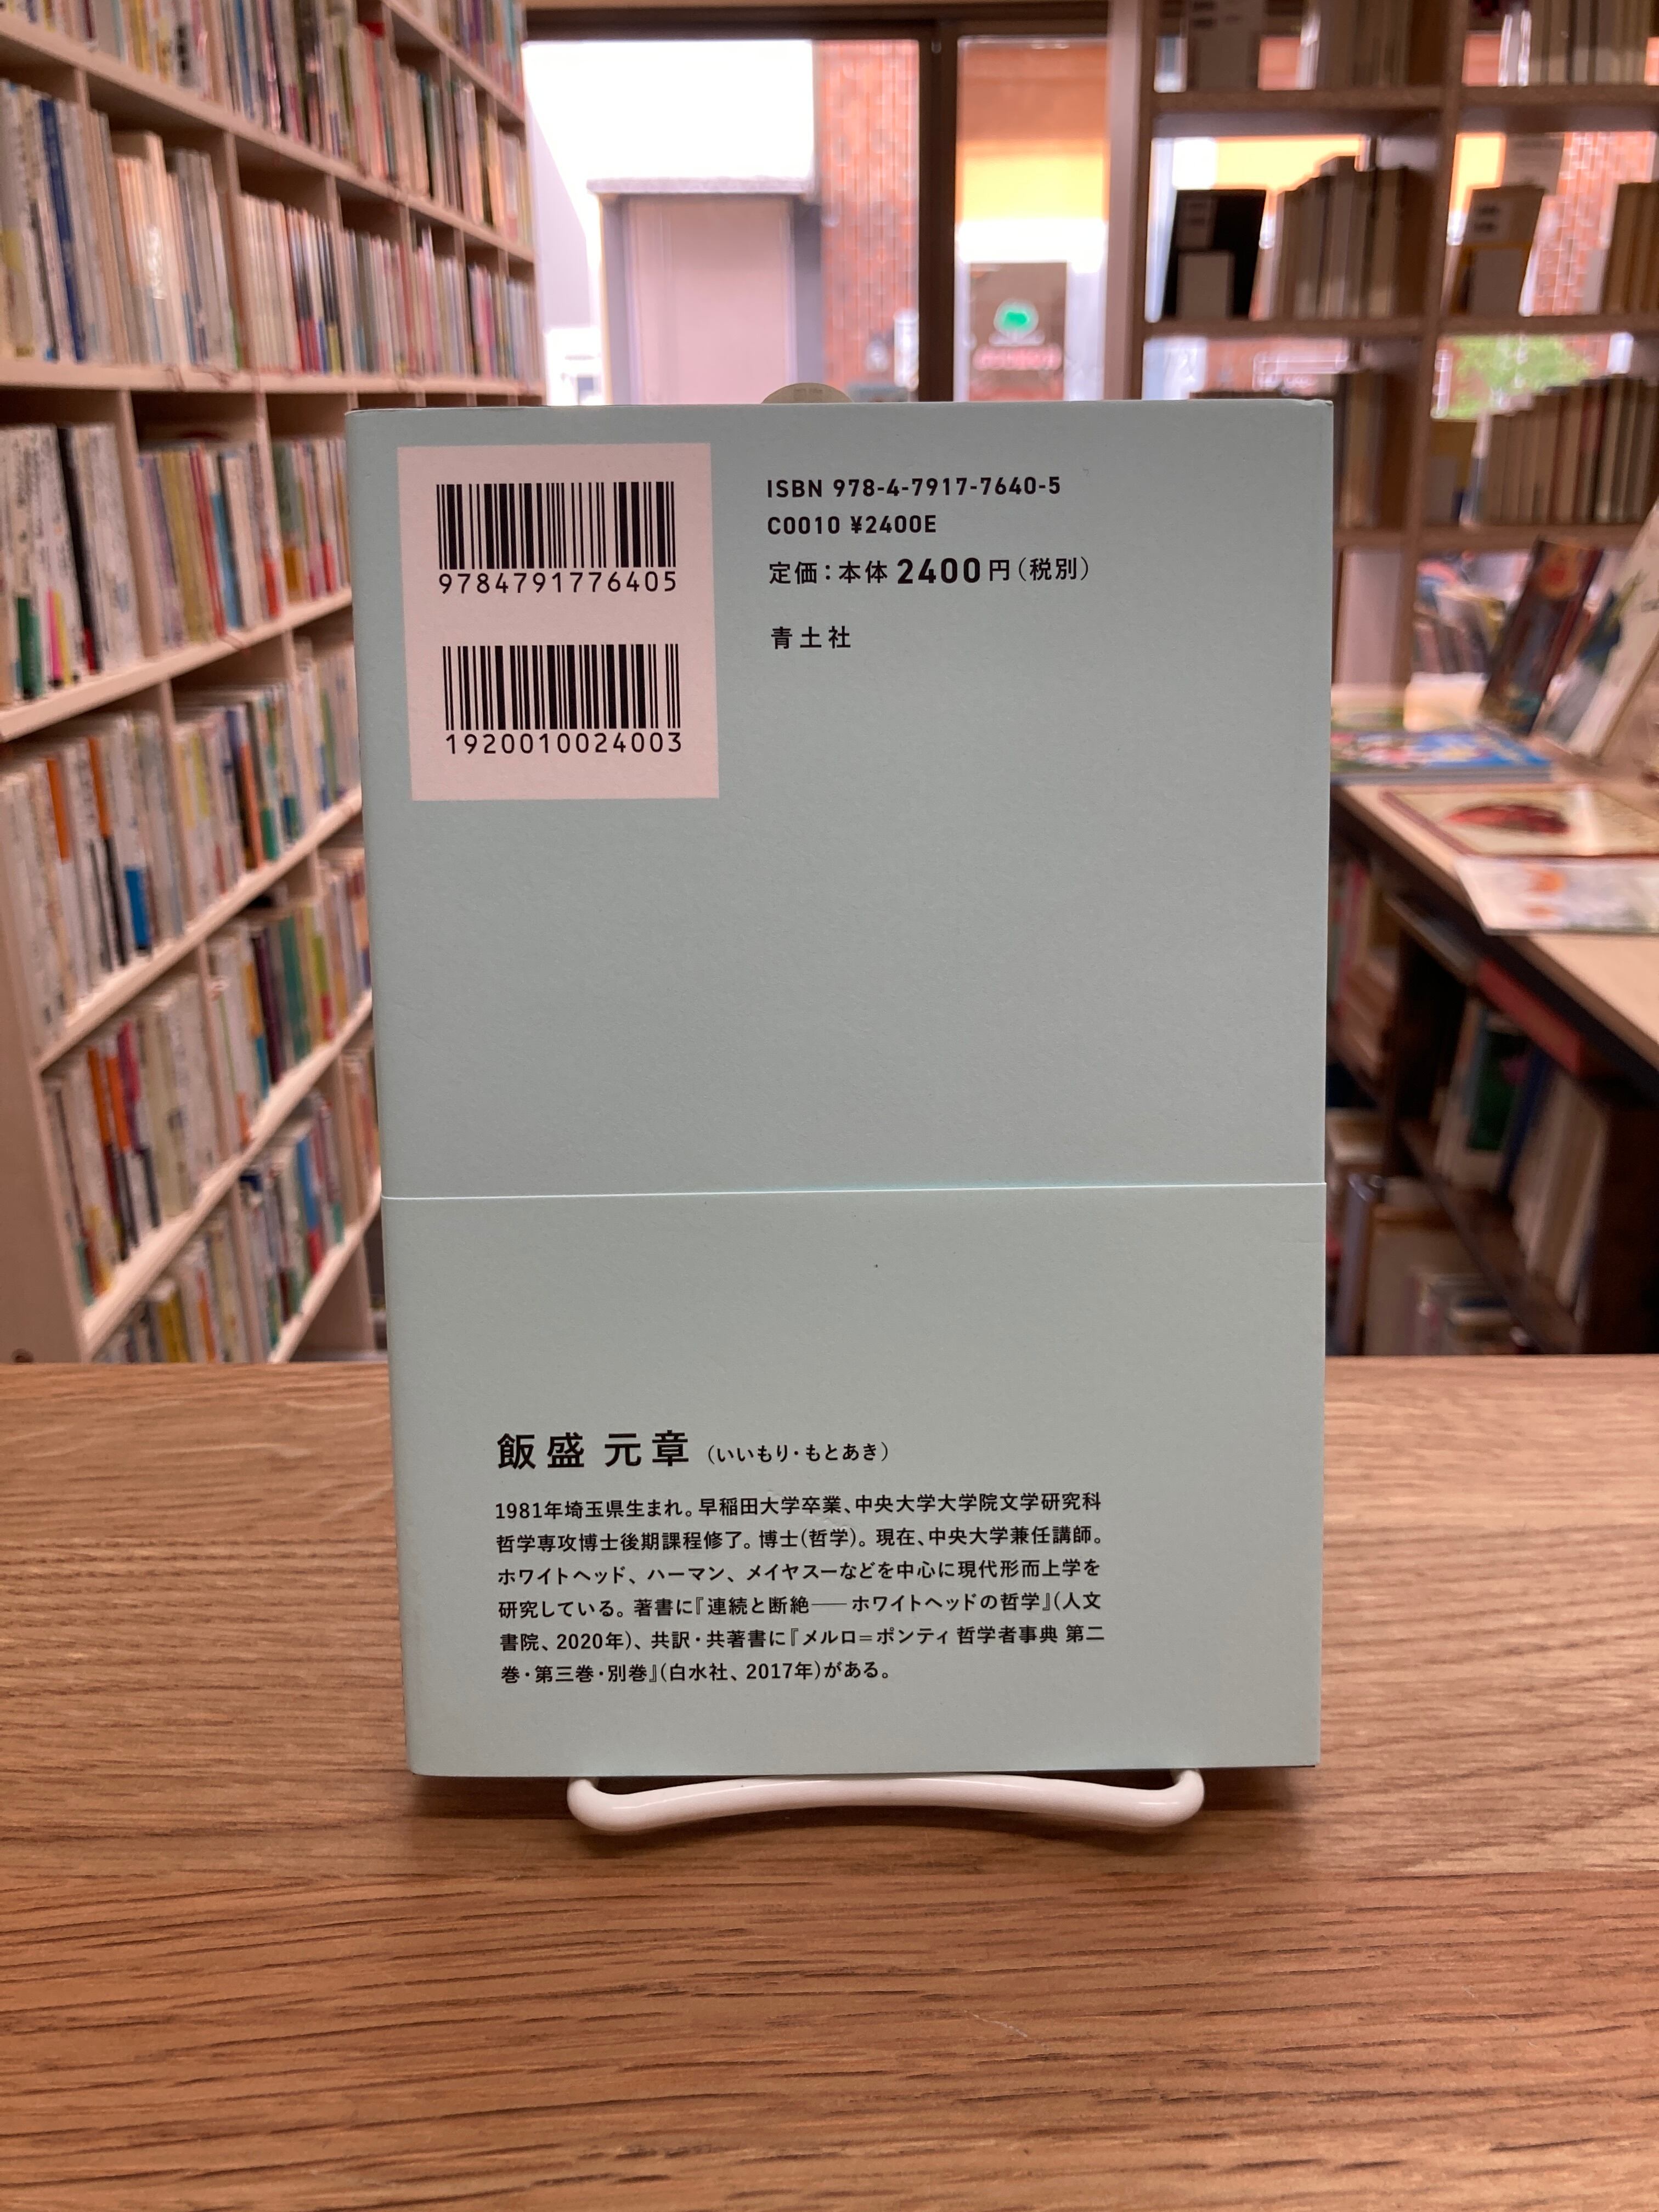 9784791776405
1920010024003
ISBN 978-4-7917-7640-5
C0010 ¥2400E
定価：本体 2400円（税別）
青土社
飯盛 元章（いいもり・もとあき）
1981年埼玉県生まれ。早稲田大学卒業、中央大学大学院文学研究科
哲学専攻博士後期課程修了。博士（哲学）。現在、中央大学兼任講師。
ホワイトヘッド、ハーマン、メイヤスーなどを中心に現代形而上学を
研究している。著書に『連続と断絶──ホワイトヘッドの哲学』（人文
書院、2020年）、共訳・共著書に『メルロ＝ポンティ哲学者事典 第二
巻・第三巻・別巻』（白水社、2017年）がある。